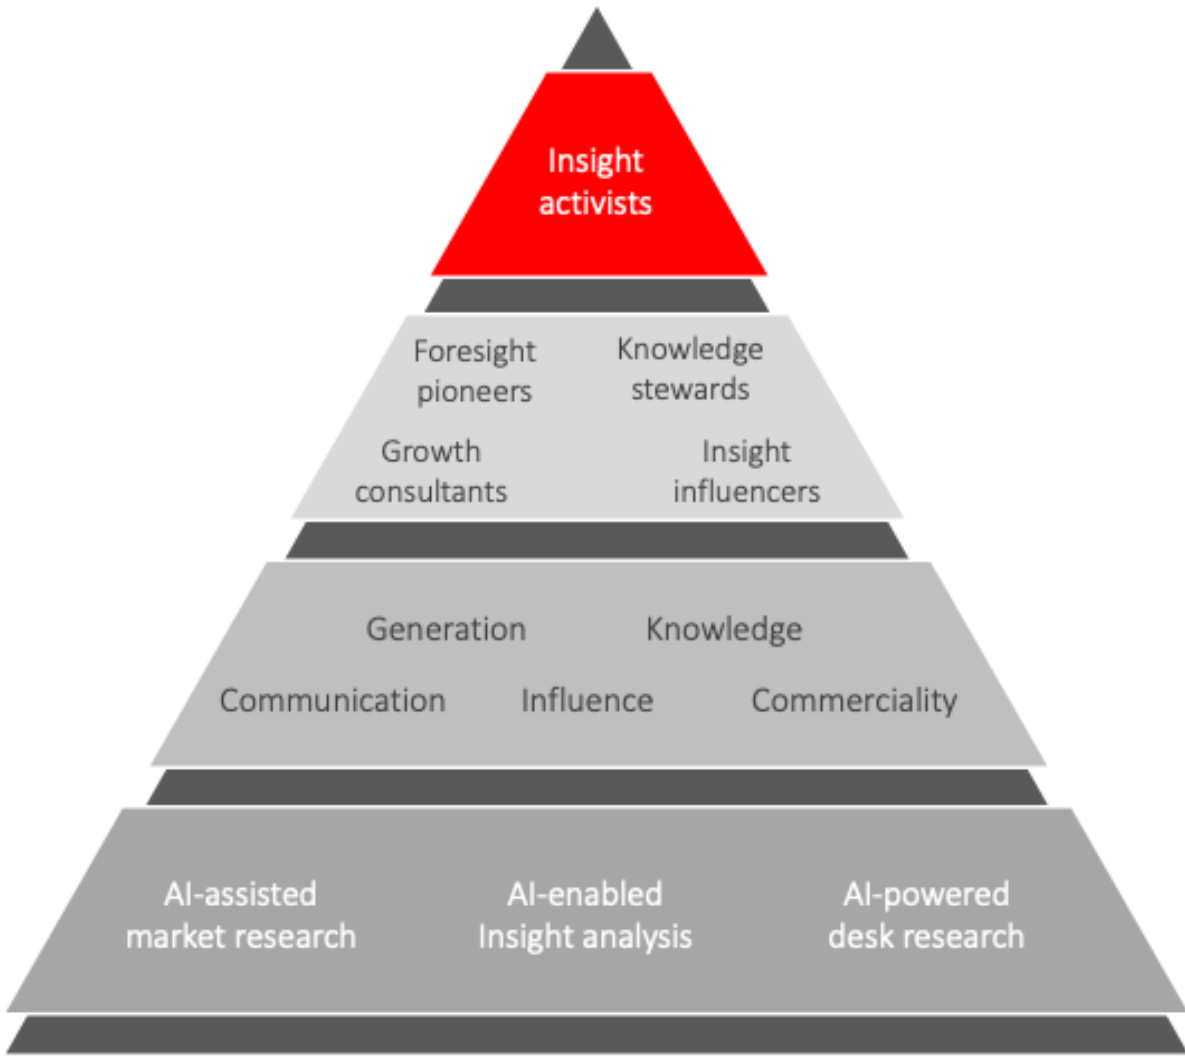 Insight
activists
Foresight
pioneers
Knowledge
stewards
Growth
consultants
Insight
influencers
Generation
Knowledge
Communication
Influence
Commerciality
AI-assisted
market research
AI-enabled
Insight analysis
AI-powered
desk research